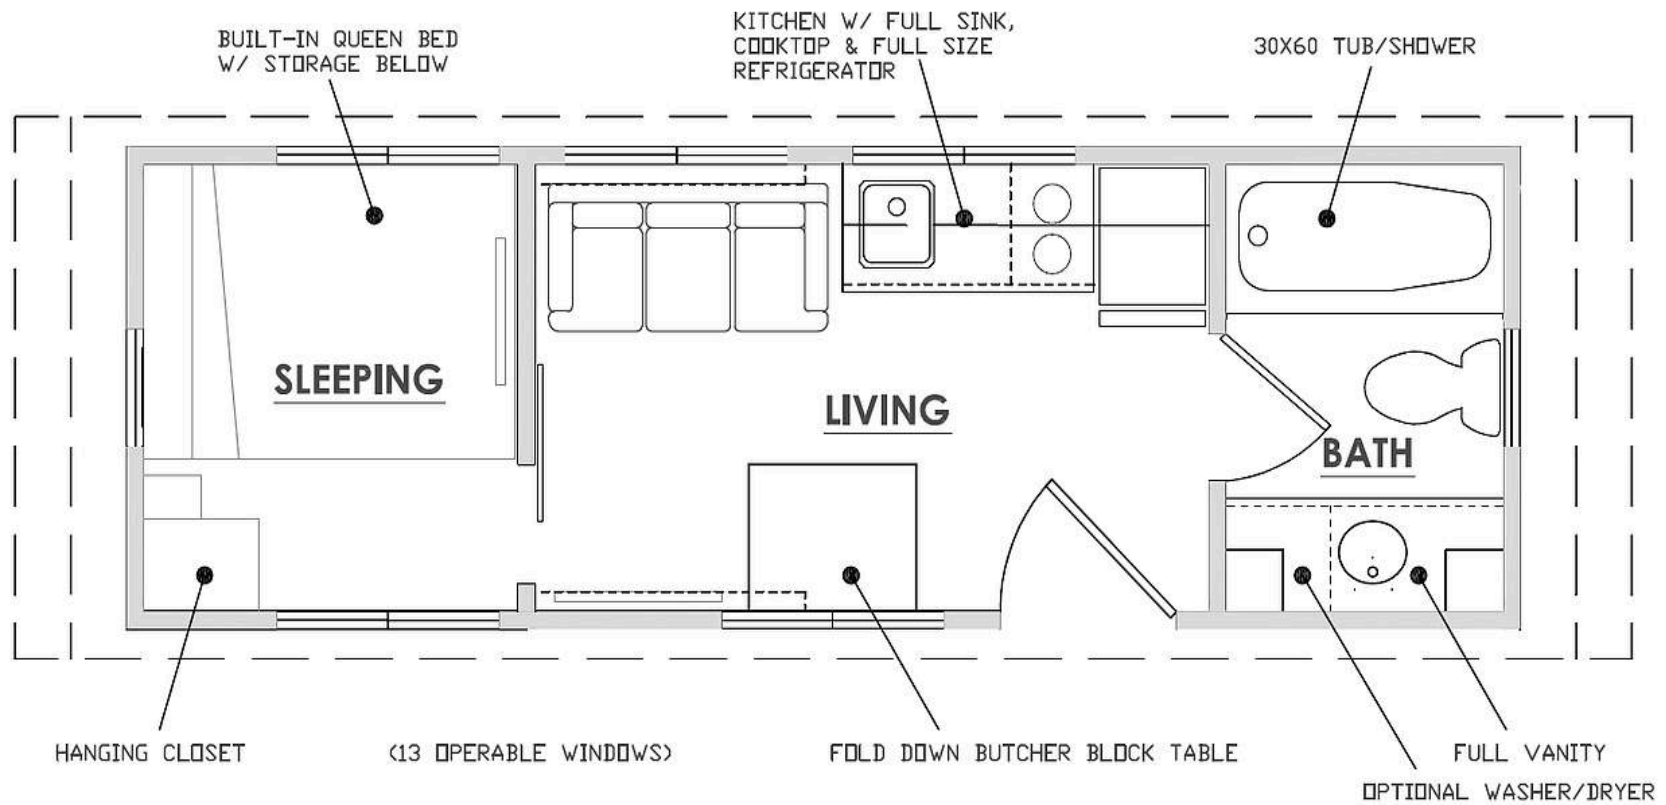 BUILT-IN QUEEN BED
W/ STORAGE BELOW
KITCHEN W/ FULL SINK,
COOKTOP & FULL SIZE
REFRIGERATOR
30X60 TUB/SHOWER
SLEEPING
LIVING
BATH
HANGING CLOSET
(13 OPERABLE WINDOWS)
FOLD DOWN BUTCHER BLOCK TABLE
FULL VANITY
OPTIONAL WASHER/DRYER